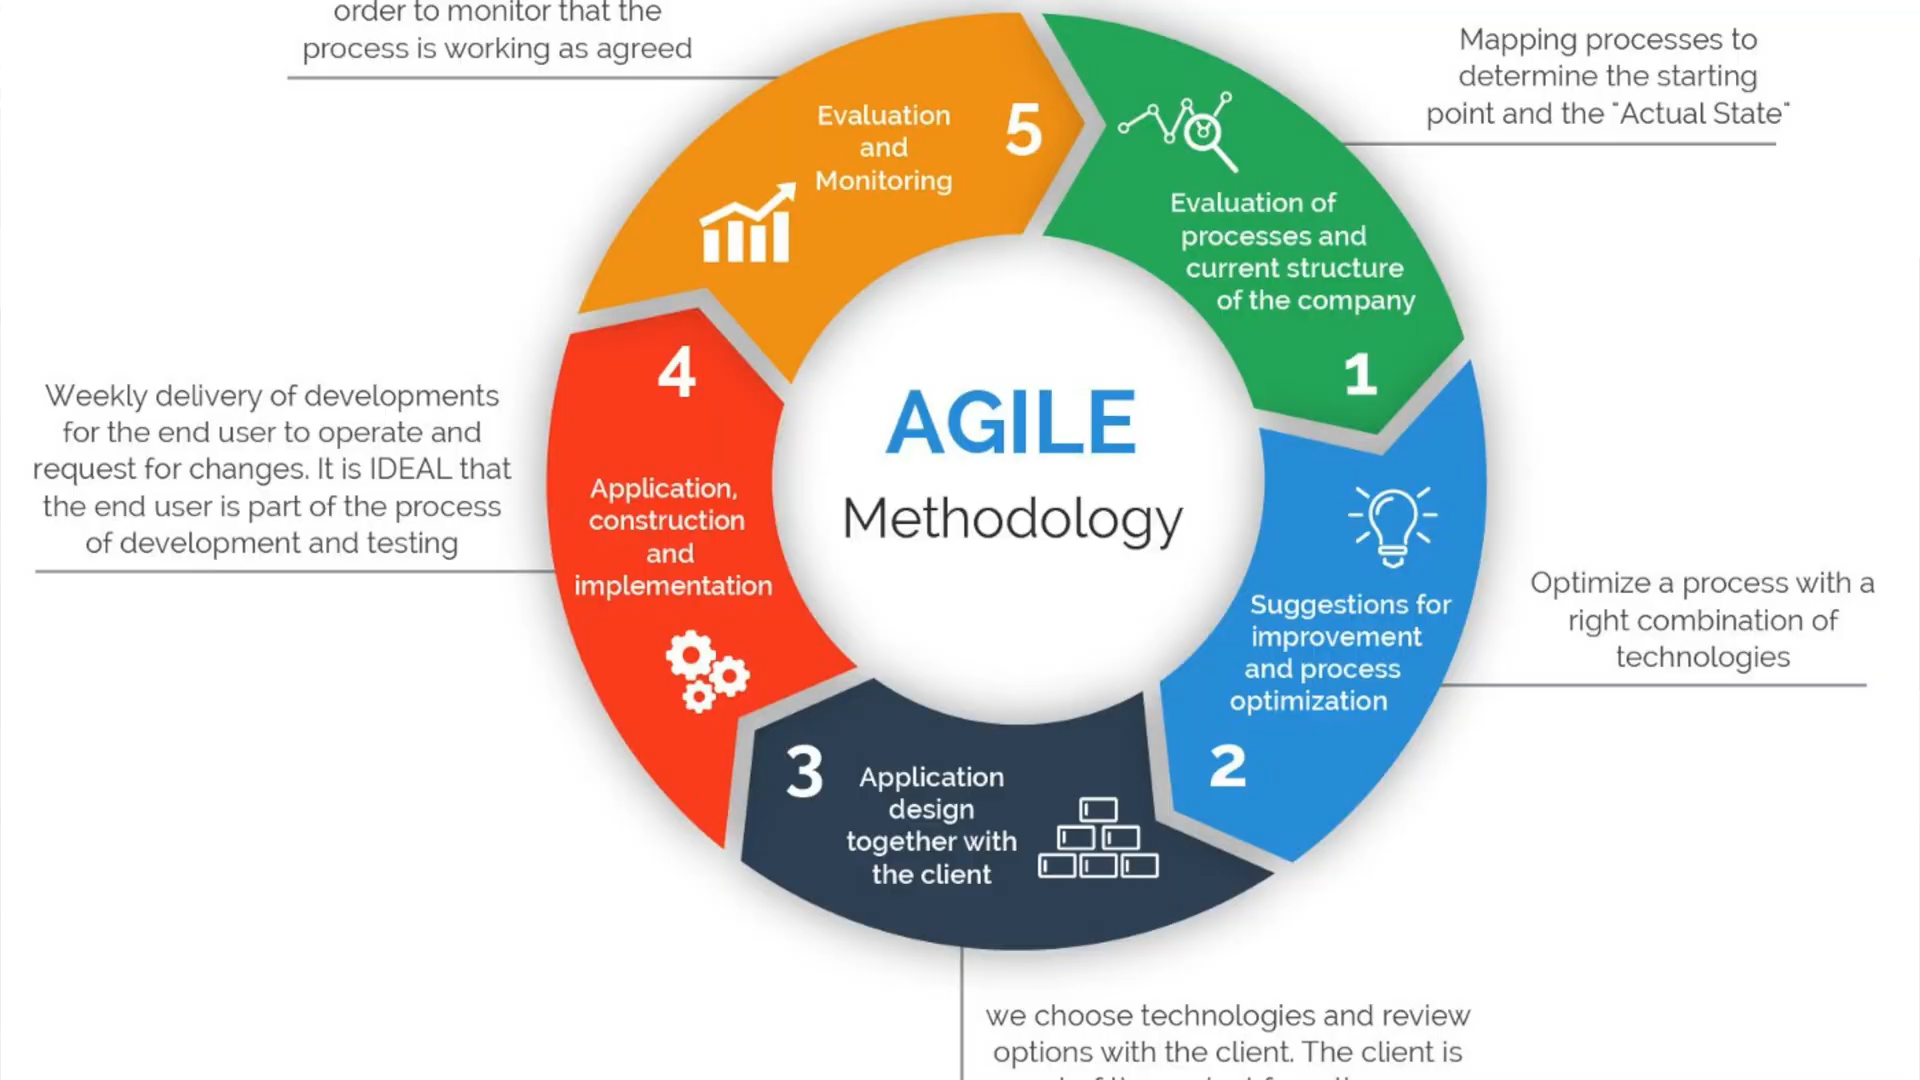 order to monitor that the
process is working as agreed
Mapping processes to
determine the starting
point and the "Actual State"
Evaluation
and
Monitoring
5
Evaluation of
processes and
current structure
of the company
1
AGILE
Methodology
4
Application,
construction
and
implementation
Weekly delivery of developments
for the end user to operate and
request for changes. It is IDEAL that
the end user is part of the process
of development and testing
Suggestions for
improvement
and process
optimization
2
Optimize a process with a
right combination of
technologies
3
Application
design
together with
the client
we choose technologies and review
options with the client. The client is